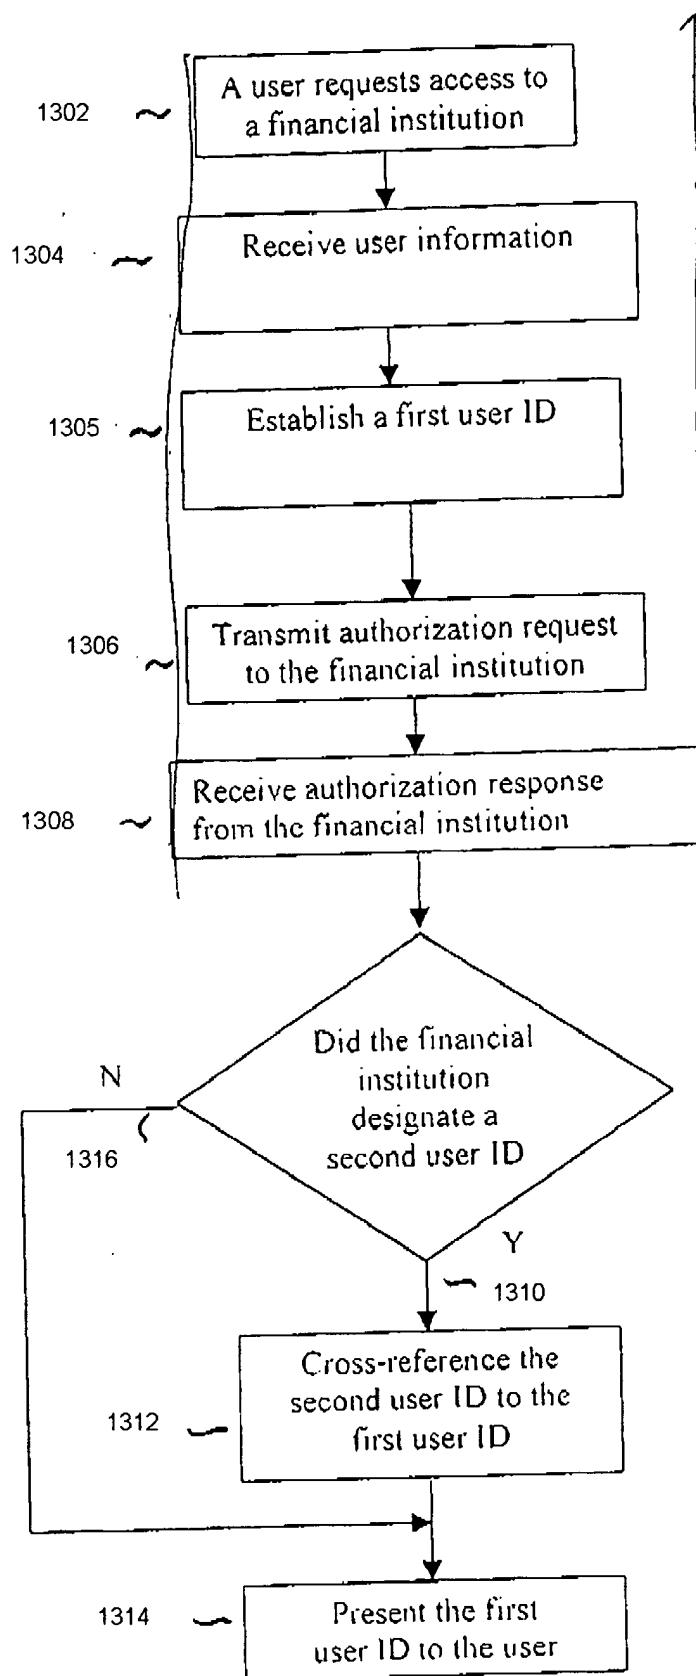 1302
A user requests access to
a financial institution
1304
Receive user information
1305
Establish a first user ID
1306
Transmit authorization request
to the financial institution
1308
Receive authorization response
from the financial institution
Did the financial
institution
designate a
second user ID
N
1316
Y
1310
1312
Cross-reference the
second user ID to the
first user ID
1314
Present the first
user ID to the user